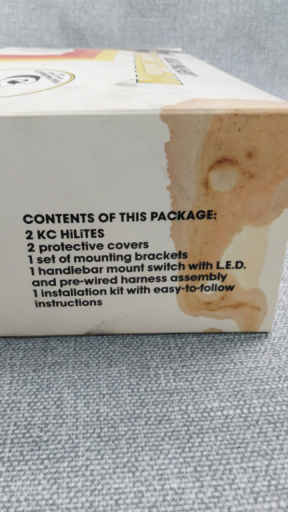 CONTENTS OF THIS PACKAGE:
2 KC HiLiTES
2 protective covers
1 set of mounting brackets
1 handlebar mount switch with L.E.D.
and pre-wired harness assembly
1 installation kit with easy-to-follow
instructions